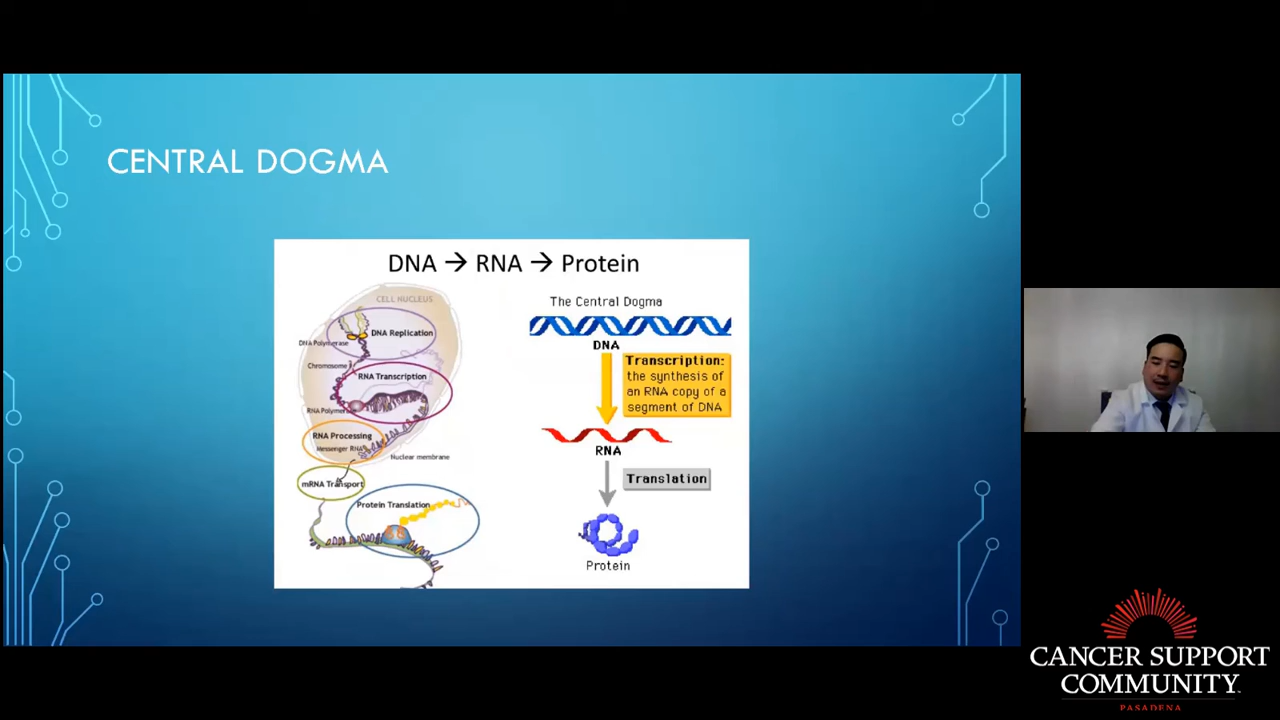 CENTRAL DOGMA
DNA → RNA → Protein
CELL NUCLEUS
DNA Replication
DNA Polymerase
Chromosome
RNA Transcription
RNA Polymer
RNA Processing
Messenger RNA
Nuclear membrane
mRNA Transport
Protein Translation
The Central Dogma
DNA
Transcription:
the synthesis of
an RNA copy of a
segment of DNA
RNA
Translation
Protein
CANCER SUPPORT
COMMUNITY
PASADENA